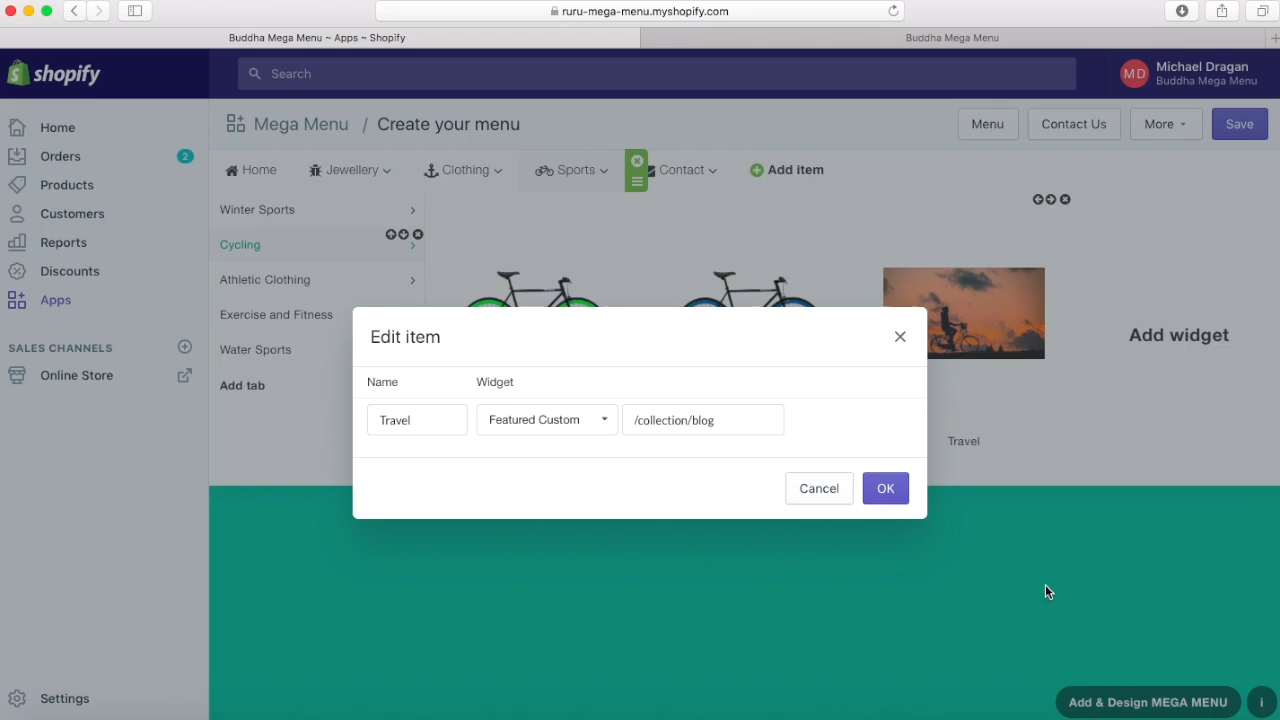 ruru-mega-menu.myshopify.com
Buddha Mega Menu ~ Apps ~ Shopify
Buddha Mega Menu
shopify
Search
MD
Michael Dragan
Buddha Mega Menu
Home
Orders
2
Products
Customers
Reports
Discounts
Apps
SALES CHANNELS
Online Store
Settings
Mega Menu / Create your menu
Menu
Contact Us
More
Save
Home
Jewellery
Clothing
Sports
Contact
Add item
Winter Sports
Cycling
Athletic Clothing
Exercise and Fitness
Water Sports
Add tab
Add widget
Travel
Edit item
Name
Widget
Travel
Featured Custom
/collection/blog
Cancel
OK
Add & Design MEGA MENU
i